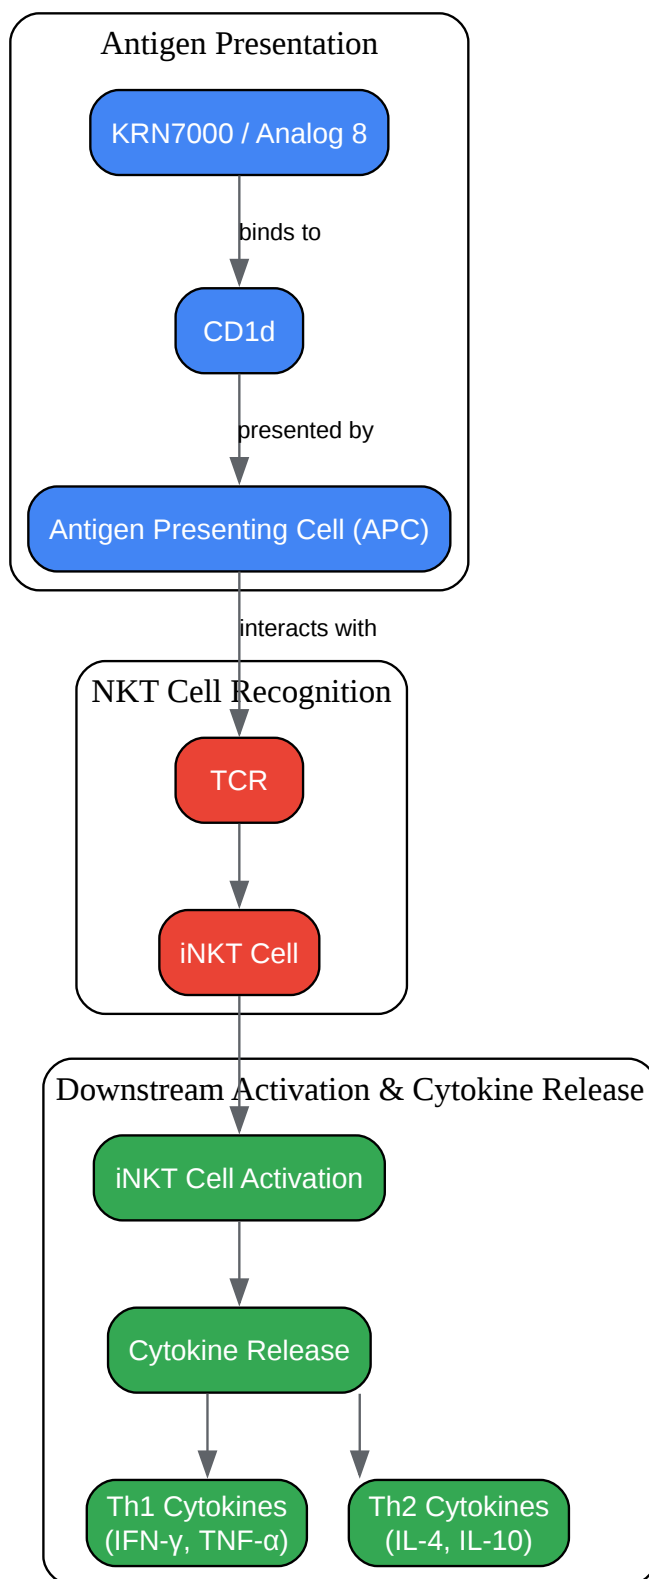 Antigen Presentation
KRN7000 / Analog 8
binds to
CD1d
presented by
Antigen Presenting Cell (APC)
interacts with
NKT Cell Recognition
TCR
iNKT Cell
Downstream Activation & Cytokine Release
iNKT Cell Activation
Cytokine Release
Th1 Cytokines
(IFN-γ, TNF-α)
Th2 Cytokines
(IL-4, IL-10)